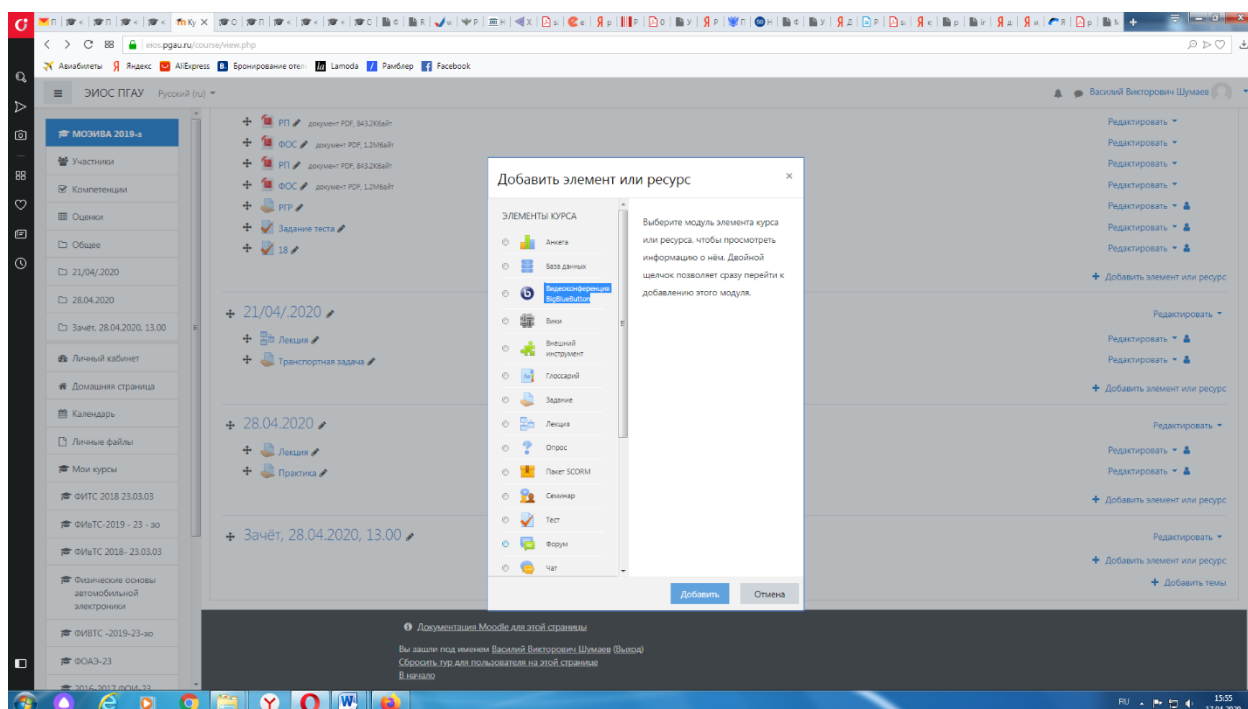 eios.pgau.ru/course/view.php
Авиабилеты Яндекс AliExpress Бронирование отел Lamoda Рамблер Facebook
ЭИОС ПГАУ Русский (ru)
Василий Викторович Шумаев
МОЭИВА 2019-з
Участники
Компетенции
Оценки
Общее
21/04/.2020
28.04.2020
Зачёт, 28.04.2020, 13.00
Личный кабинет
Домашняя страница
Календарь
Личные файлы
Мои курсы
ФИТС 2018 23.03.03
ФИвТС-2019 - 23 - зо
ФИвТС 2018- 23.03.03
Физические основы
автомобильной
электроники
ФИВТС -2019-23-зо
ФОАЭ-23
2016-2017 ФОИ-23
РП документ PDF, 843.2Кбайт Редактировать
ФОС документ PDF, 1.2Мбайт Редактировать
РП документ PDF, 843.2Кбайт Редактировать
ФОС документ PDF, 1.2Мбайт Редактировать
РГР Редактировать
Задание теста Редактировать
18 Редактировать
Добавить элемент или ресурс
21/04/.2020 Редактировать
Лекция Редактировать
Транспортная задача Редактировать
Добавить элемент или ресурс
28.04.2020 Редактировать
Лекция Редактировать
Практика Редактировать
Добавить элемент или ресурс
Зачёт, 28.04.2020, 13.00 Редактировать
Добавить элемент или ресурс
Добавить темы
Добавить элемент или ресурс ×
ЭЛЕМЕНТЫ КУРСА
Анкета
База данных
Видеоконференция
BigBlueButton
Вики
Внешний
инструмент
Глоссарий
Задание
Лекция
Опрос
Пакет SCORM
Семинар
Тест
Форум
Чат
Выберите модуль элемента курса
или ресурса, чтобы просмотреть
информацию о нём. Двойной
щелчок позволяет сразу перейти к
добавлению этого модуля.
Добавить Отмена
Документация Moodle для этой страницы
Вы зашли под именем Василий Викторович Шумаев (Выход)
Сбросить тур для пользователя на этой странице
В начало
RU
15:55